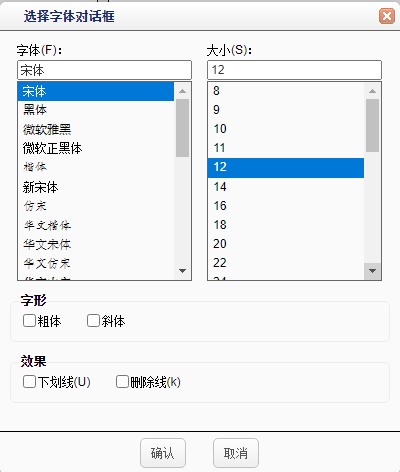 选择字体对话框
字体(F)： 大小(S)：
宋体 12
宋体 8
黑体 9
微软雅黑 10
微软正黑体 11
楷体 12
新宋体 14
仿宋 16
华文楷体 18
华文宋体 20
华文仿宋 22
24
字形
粗体 斜体
效果
下划线(U) 删除线(k)
确认 取消